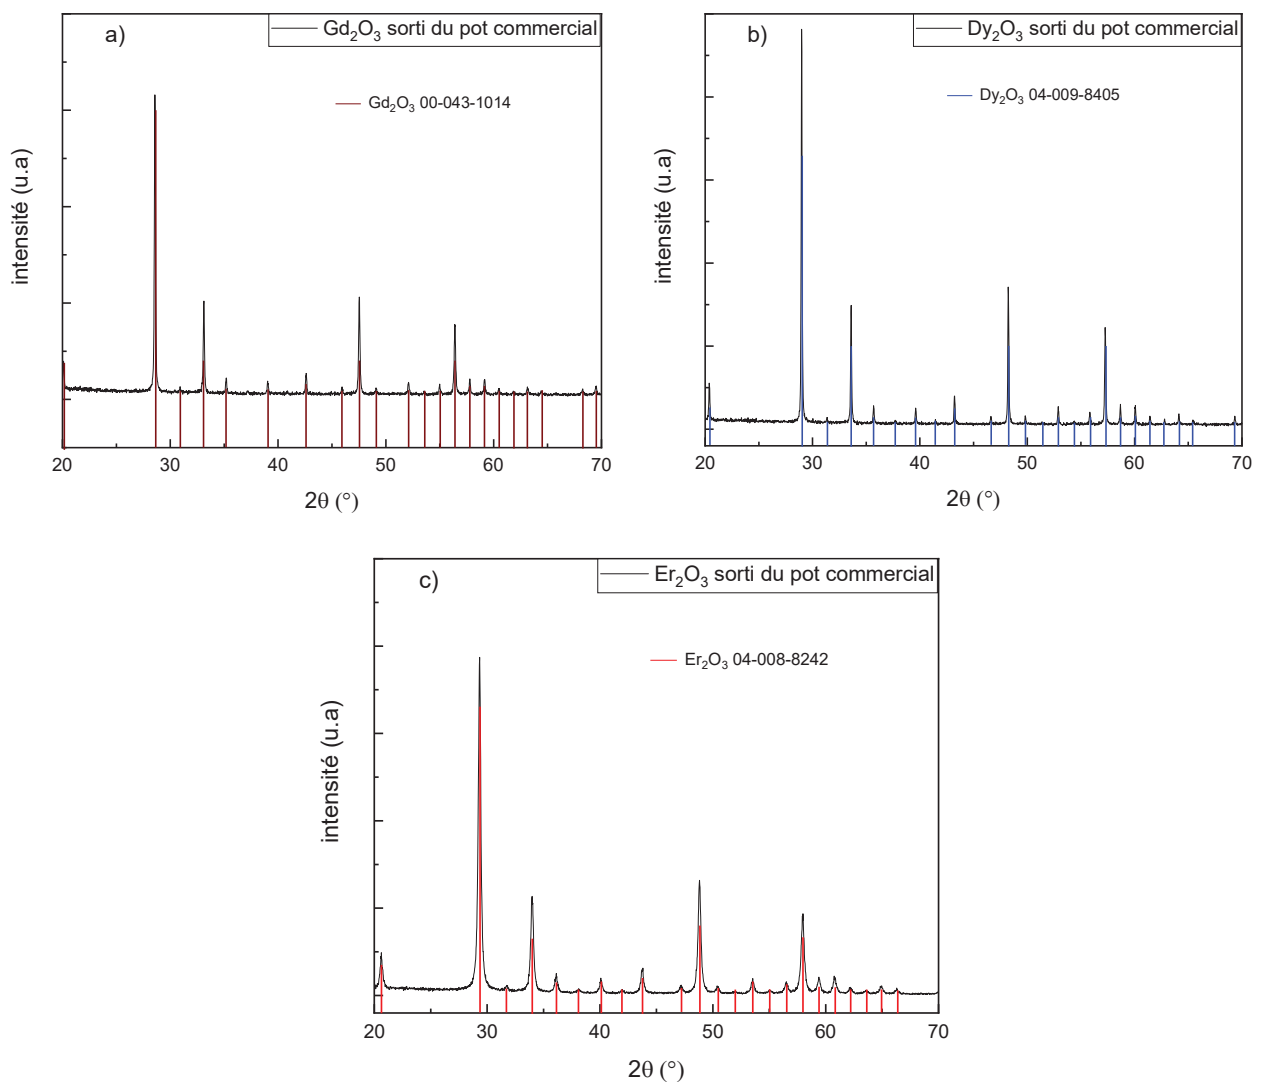 a)
Gd₂O₃ sorti du pot commercial
Gd₂O₃ 00-043-1014
intensité (u.a)
20 30 40 50 60 70
2θ (°)
b)
Dy₂O₃ sorti du pot commercial
Dy₂O₃ 04-009-8405
intensité (u.a)
20 30 40 50 60 70
2θ (°)
c)
Er₂O₃ sorti du pot commercial
Er₂O₃ 04-008-8242
intensité (u.a)
20 30 40 50 60 70
2θ (°)